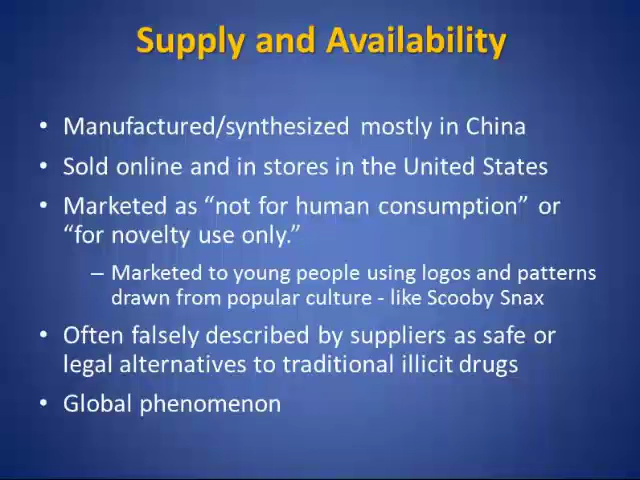 Supply and Availability
• Manufactured/synthesized mostly in China
• Sold online and in stores in the United States
• Marketed as “not for human consumption” or
“for novelty use only.”
– Marketed to young people using logos and patterns
drawn from popular culture - like Scooby Snax
• Often falsely described by suppliers as safe or
legal alternatives to traditional illicit drugs
• Global phenomenon